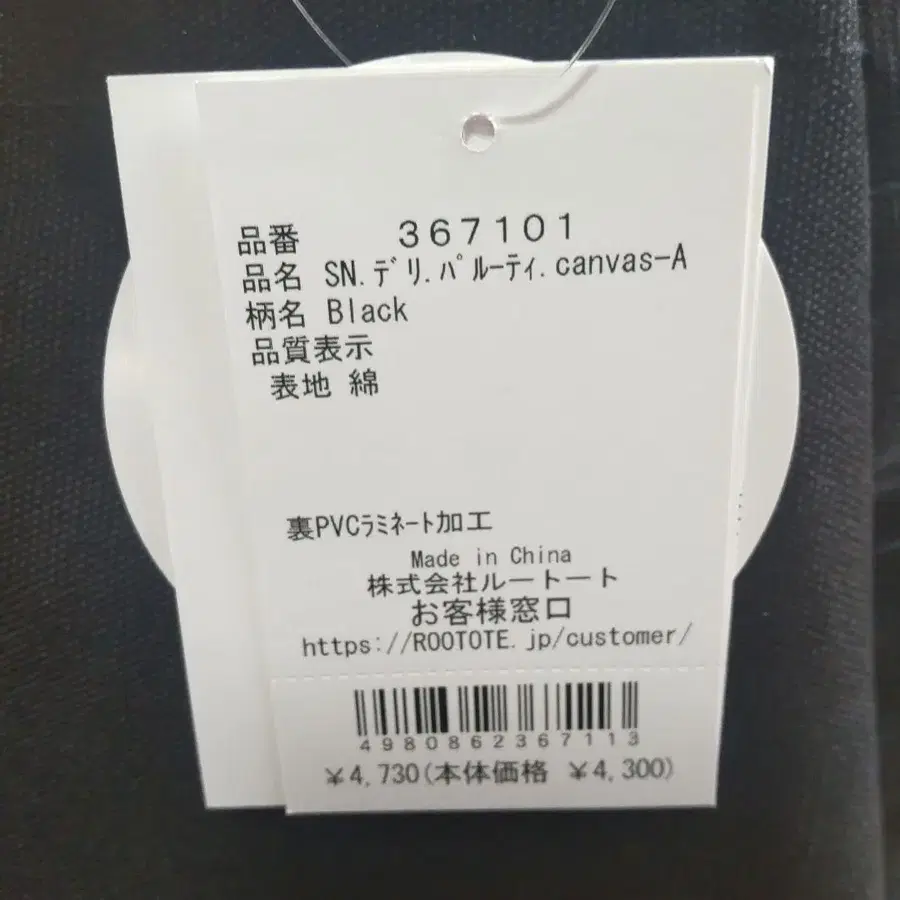 品番 367101
品名 SN.ﾃﾞﾘ.ﾊﾟﾙｰﾃｨ.canvas-A
柄名 Black
品質表示
表地 綿
裏PVCﾗﾐﾈｰﾄ加工
Made in China
株式会社ルートート
お客様窓口
https://ROOTOTE.jp/customer/
4980862367113
¥4,730(本体価格 ¥4,300)